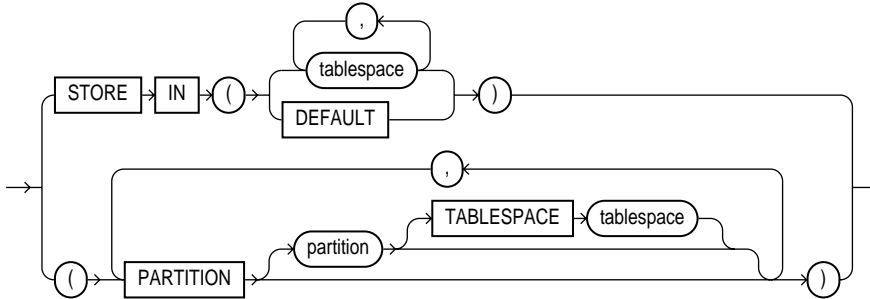 ,
tablespace
STORE IN ( )
DEFAULT
,
TABLESPACE tablespace
partition
( PARTITION )